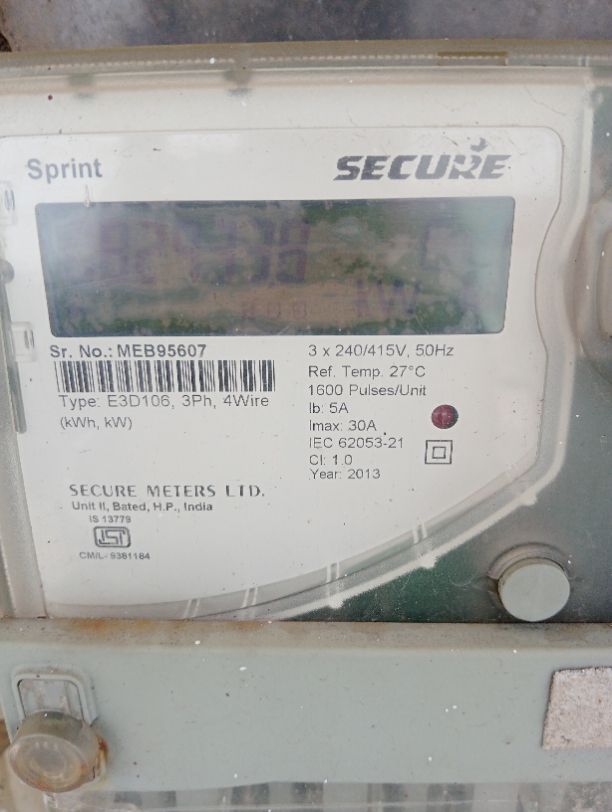 Sprint
SECURE
Sr. No.: MEB95607
Type: E3D106, 3Ph, 4Wire
(kWh, kW)
3 x 240/415V, 50Hz
Ref. Temp. 27°C
1600 Pulses/Unit
Ib: 5A
Imax: 30A
IEC 62053-21
Cl: 1.0
Year: 2013
SECURE METERS LTD.
Unit II, Bated, H.P., India
IS 13779
ISI
CM/L- 9381184